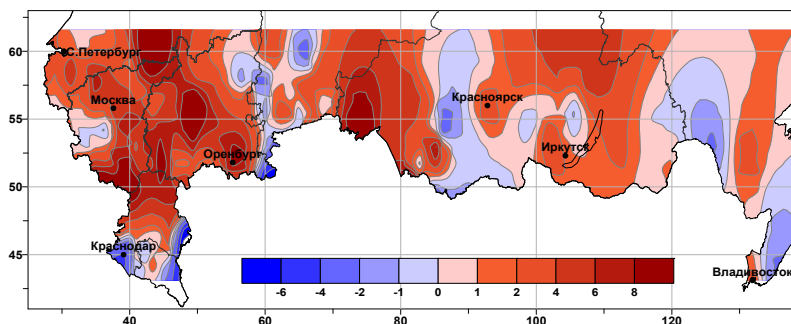 60
С.Петербург
Москва
Красноярск
55
Оренбург
Иркутск
50
Краснодар
45
Владивосток
-6 -4 -2 -1 0 1 2 4 6 8
40 60 80 100 120